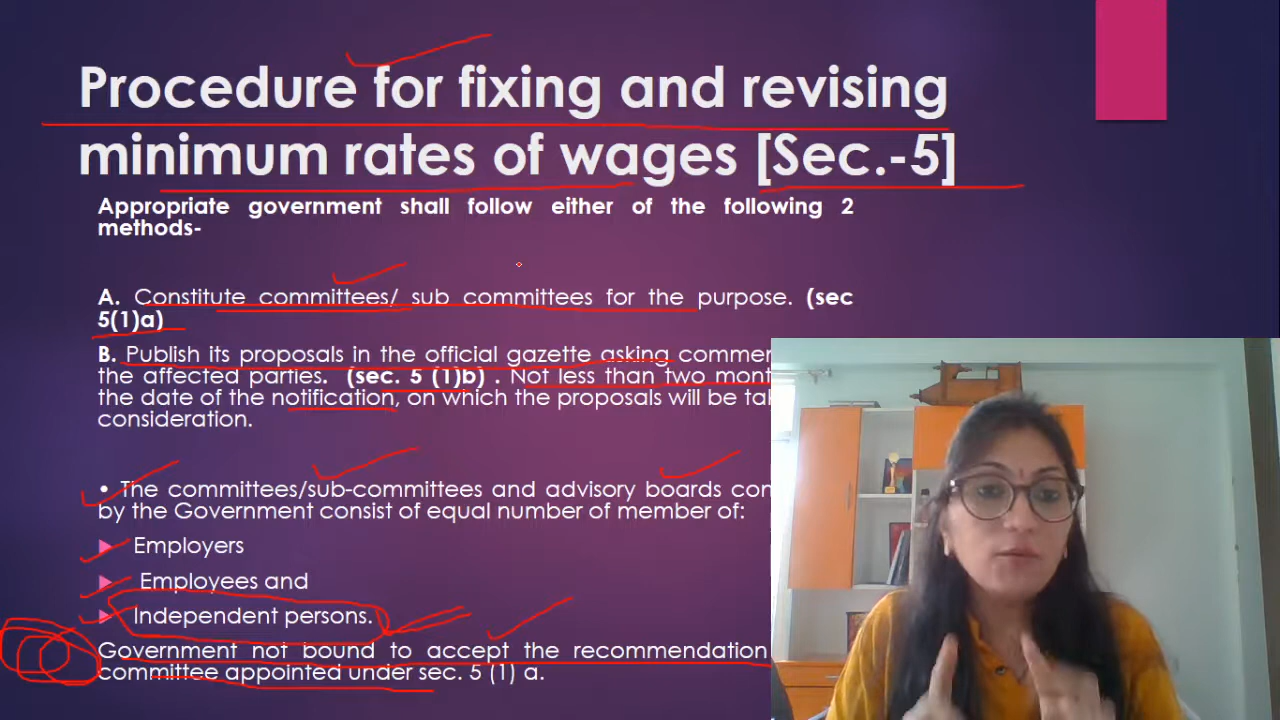 Procedure for fixing and revising
minimum rates of wages [Sec.-5]
Appropriate government shall follow either of the following 2
methods-
A. Constitute committees/ sub committees for the purpose. (sec
5(1)a)
B. Publish its proposals in the official gazette asking
the affected parties. (sec. 5 (1)b) . Not less than two
the date of the notification, on which the proposals will be
consideration.
• The committees/sub-committees and advisory boards
by the Government consist of equal number of member of:
Employers
Employees and
Independent persons.
Government not bound to accept the recommendation
committee appointed under sec. 5 (1) a.